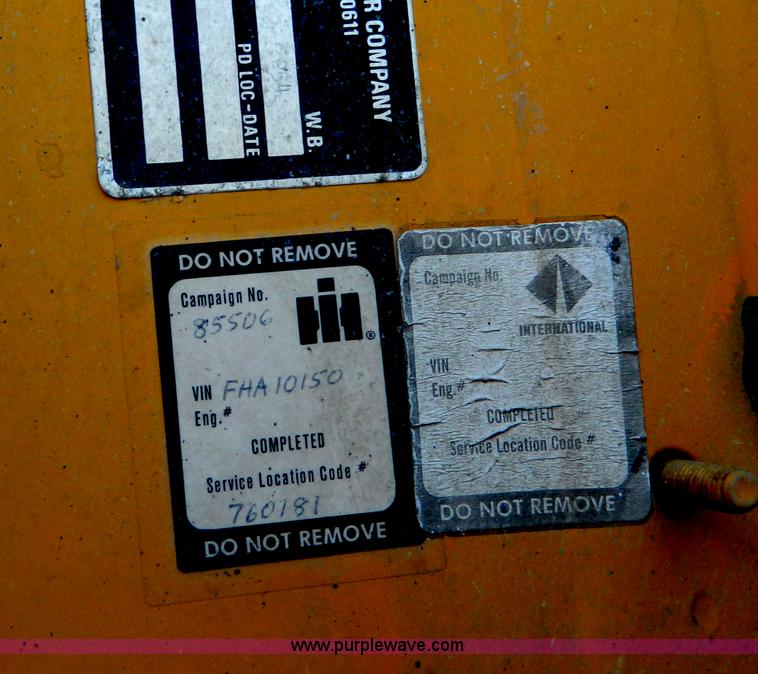 R COMPANY
0611
W.B.
PD LOC-DATE
DO NOT REMOVE
Campaign No.
85506
IH®
VIN FHA10150
Eng.#
COMPLETED
Service Location Code #
760181
DO NOT REMOVE
DO NOT REMOVE
Campaign No.
INTERNATIONAL
VIN
Eng.#
COMPLETED
Service Location Code #
DO NOT REMOVE
www.purplewave.com